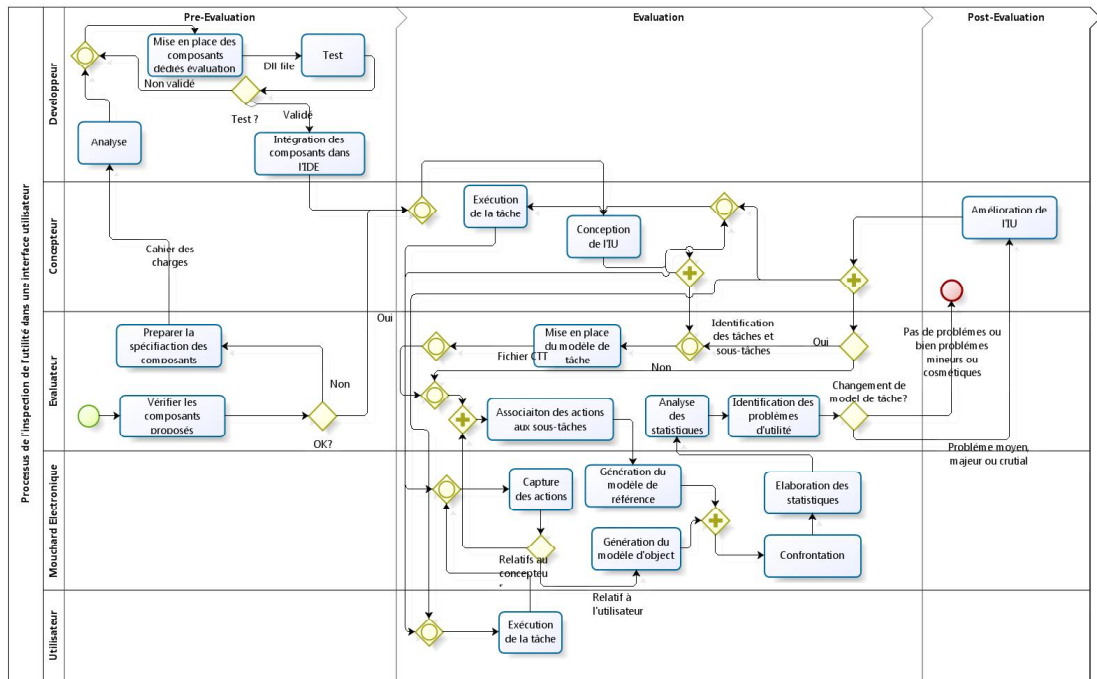 Pre-Evaluation
Evaluation
Post-Evaluation
Processus de l'inspection de l'utilité dans une interface utilisateur
Developpeur
Mise en place des
composants
dédiés évaluation
Dll file
Test
Non validé
Test ?
Validé
Analyse
Intégration des
composants dans
l'IDE
Concepteur
Cahier des
charges
Oui
Exécution
de la tâche
Conception
de l'IU
Amélioration de
l'IU
Evaluateur
Preparer la
spécifiaction des
composants
Non
Vérifier les
composants
proposés
OK?
Mise en place
du modèle de
tâche
Fichier CTT
Identification
des tâches et
sous-tâches
Oui
Non
Associaiton des actions
aux sous-tâches
Analyse
des
statistiques
Identification des
problèmes
d'utilité
Changement de
model de tâche?
Pas de problèmes ou
bien problèmes
mineurs ou
cosmétiques
Problème moyen,
majeur ou crutial
Mouchard Electronique
Capture
des actions
Génération du
modèle de
référence
Elaboration des
statistiques
Génération du
modèle d'object
Confrontation
Relatifs au
concepteu
r
Relatif à
l'utilisateur
Utilisateur
Exécution
de la tâche